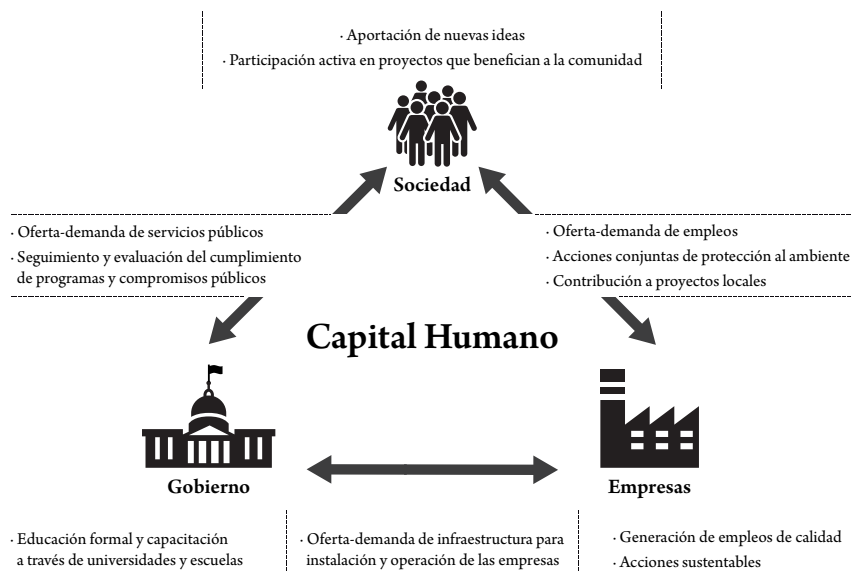 · Aportación de nuevas ideas
· Participación activa en proyectos que benefician a la comunidad
Sociedad
· Oferta-demanda de servicios públicos
· Seguimiento y evaluación del cumplimiento
de programas y compromisos públicos
· Oferta-demanda de empleos
· Acciones conjuntas de protección al ambiente
· Contribución a proyectos locales
Capital Humano
Gobierno
Empresas
· Educación formal y capacitación
a través de universidades y escuelas
· Oferta-demanda de infraestructura para
instalación y operación de las empresas
· Generación de empleos de calidad
· Acciones sustentables